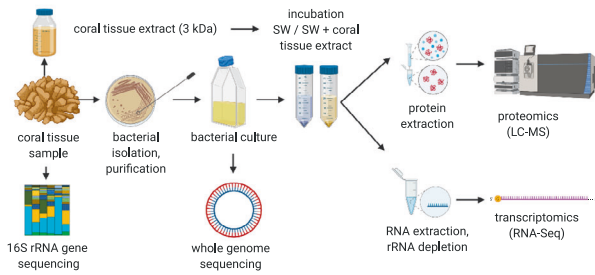 coral tissue extract (3 kDa)
incubation
SW / SW + coral
tissue extract
coral tissue
sample
bacterial
isolation,
purification
bacterial culture
protein
extraction
proteomics
(LC-MS)
16S rRNA gene
sequencing
whole genome
sequencing
RNA extraction,
rRNA depletion
transcriptomics
(RNA-Seq)